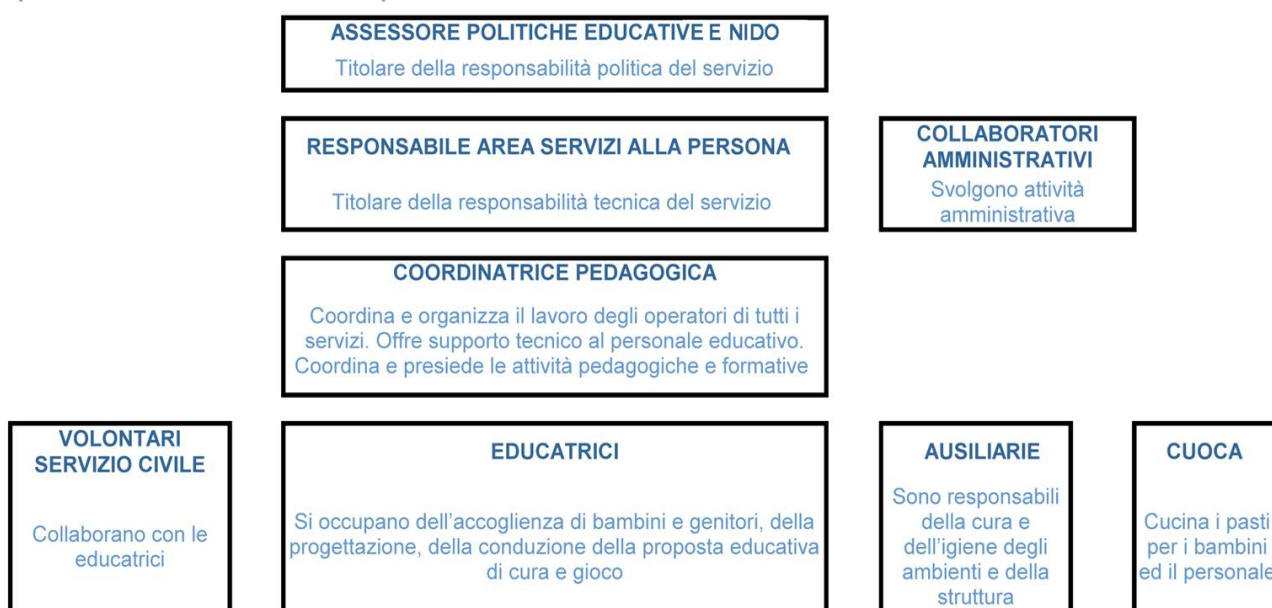 ASSESSORE POLITICHE EDUCATIVE E NIDO
Titolare della responsabilità politica del servizio
RESPONSABILE AREA SERVIZI ALLA PERSONA
Titolare della responsabilità tecnica del servizio
COLLABORATORI
AMMINISTRATIVI
Svolgono attività
amministrativa
COORDINATRICE PEDAGOGICA
Coordina e organizza il lavoro degli operatori di tutti i
servizi. Offre supporto tecnico al personale educativo.
Coordina e presiede le attività pedagogiche e formative
VOLONTARI
SERVIZIO CIVILE
Collaborano con le
educatrici
EDUCATRICI
Si occupano dell’accoglienza di bambini e genitori, della
progettazione, della conduzione della proposta educativa
di cura e gioco
AUSILIARIE
Sono responsabili
della cura e
dell’igiene degli
ambienti e della
struttura
CUOCA
Cucina i pasti
per i bambini
ed il personale